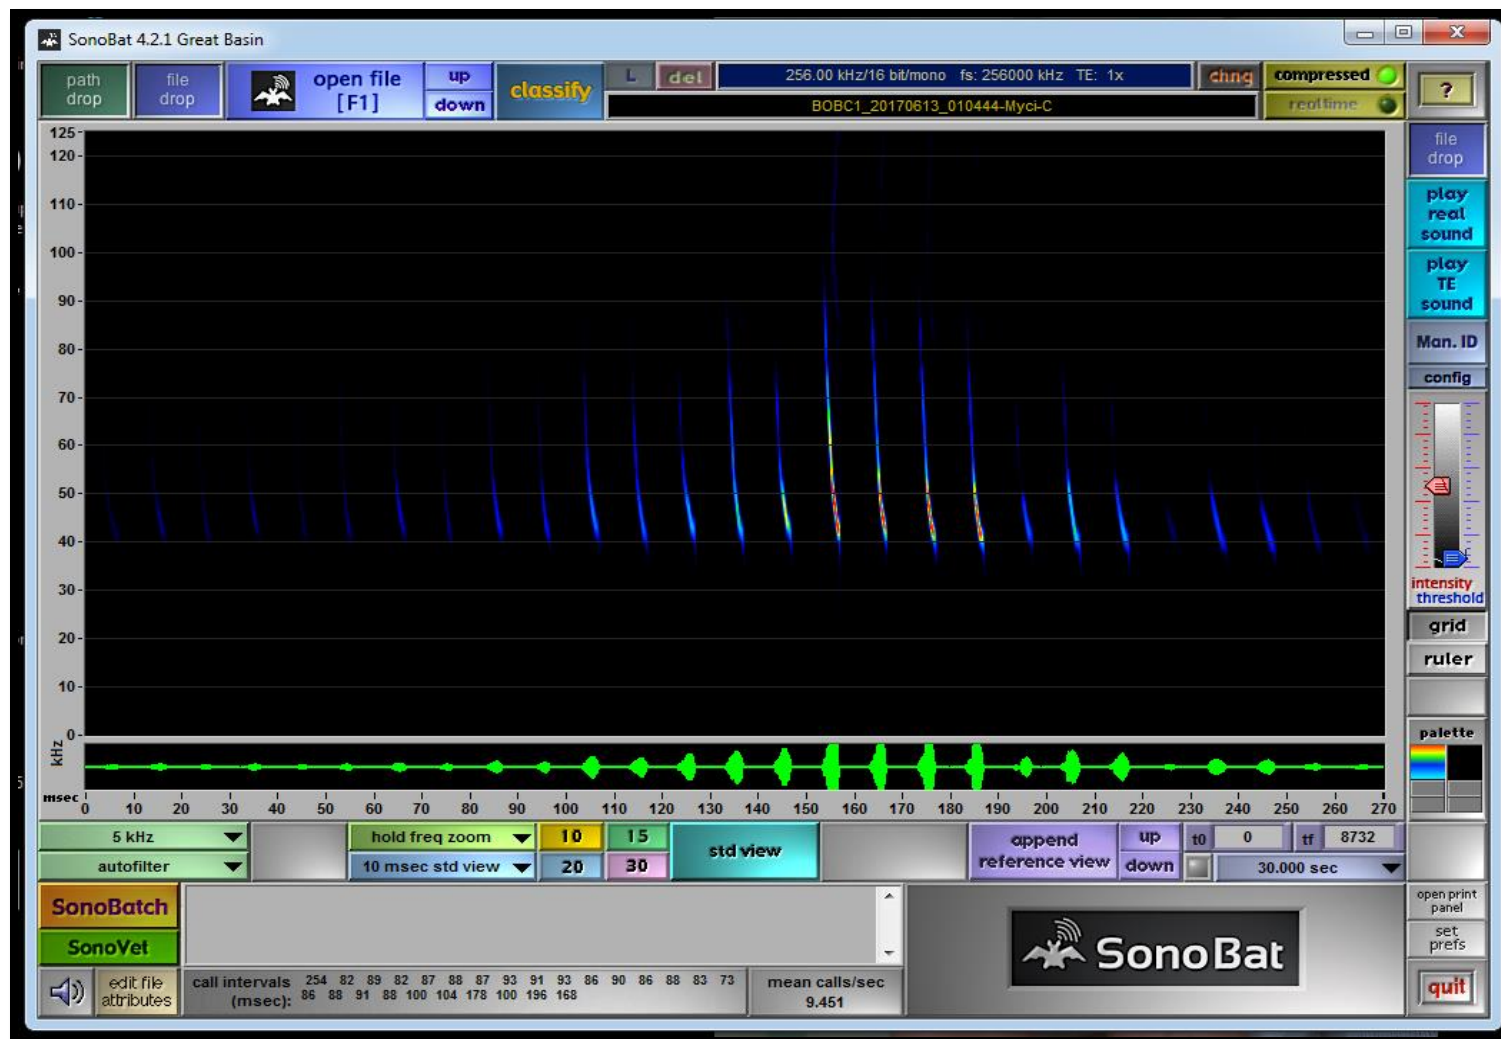 SonoBat 4.2.1 Great Basin
path drop
file drop
open file [F1]
up
down
classify
L
del
256.00 kHz/16 bit/mono fs: 256000 kHz TE: 1x
chng
compressed
realtime
?
BOBC1_20170613_010444-Myci-C
125
120
110
100
90
80
70
60
50
40
30
20
10
0
kHz
file drop
play real sound
play TE sound
Man. ID
config
intensity
threshold
grid
ruler
palette
msec 0 10 20 30 40 50 60 70 80 90 100 110 120 130 140 150 160 170 180 190 200 210 220 230 240 250 260 270
5 kHz
autofilter
hold freq zoom
10 msec std view
10
15
20
30
std view
append reference view
up
down
t0 0 tf 8732
30.000 sec
SonoBatch
SonoVet
SonoBat
open print panel
set prefs
quit
edit file attributes
call intervals (msec):
254 82 89 82 87 88 87 93 91 93 86 90 86 88 83 73
86 88 91 88 100 104 178 100 196 168
mean calls/sec
9.451